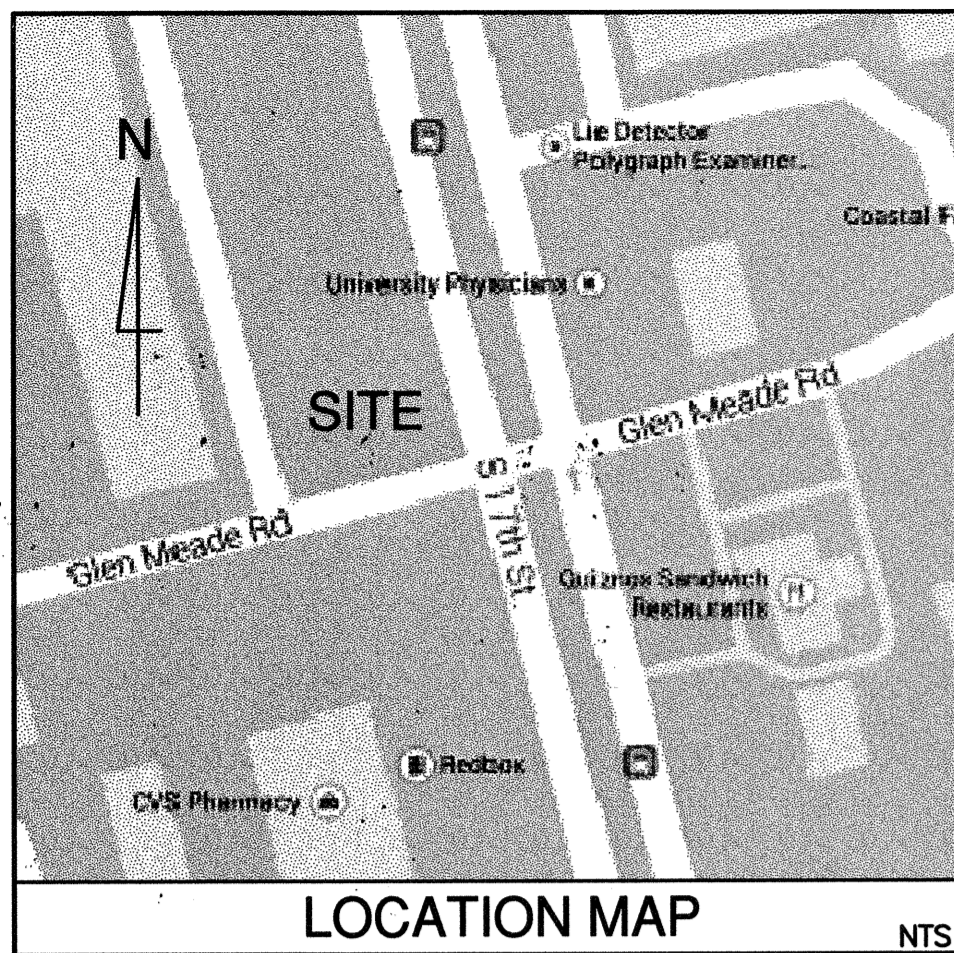 N
Lie Detector
Polygraph Examiner..
Coastal
University Physicians
SITE
Glen Meade Rd
S 17th St.
Glen Meade Rd
Quiznos Sandwich
Restaurants
Redbox
CVS Pharmacy
LOCATION MAP
NTS